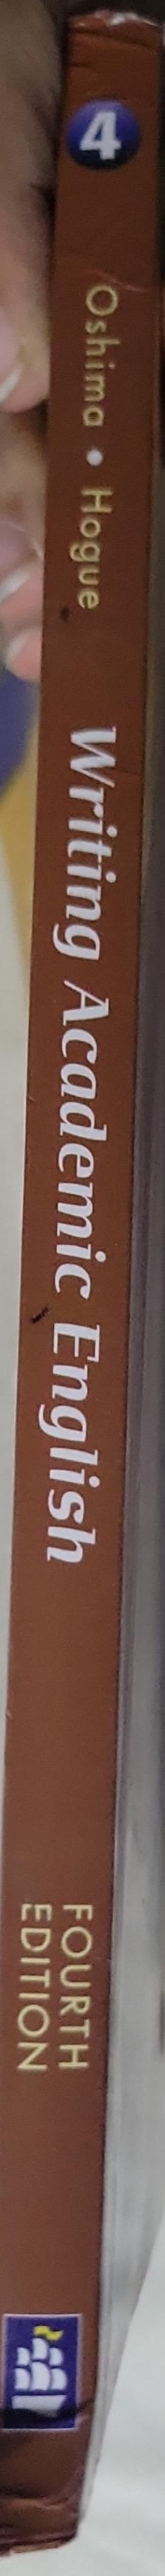 4
Oshima • Hogue
Writing Academic English
FOURTH
EDITION